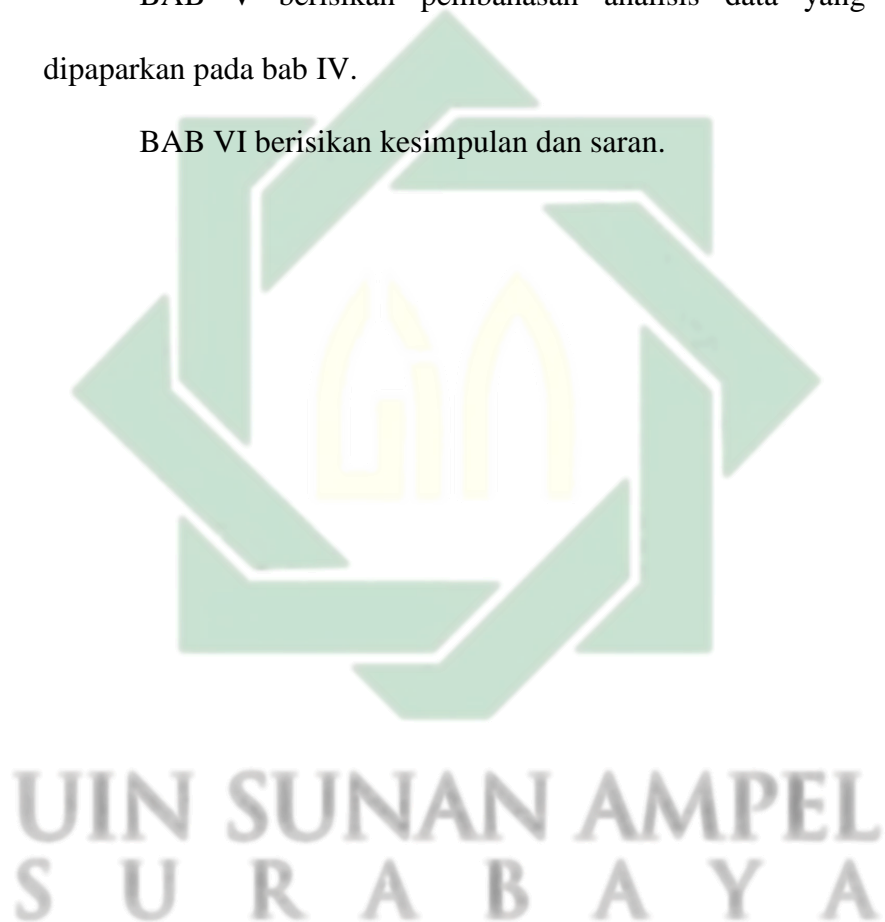 BAB V berisikan pembahasan analisis data yang
dipaparkan pada bab IV.
BAB VI berisikan kesimpulan dan saran.
uin
UIN SUNAN AMPEL
S U R A B A Y A